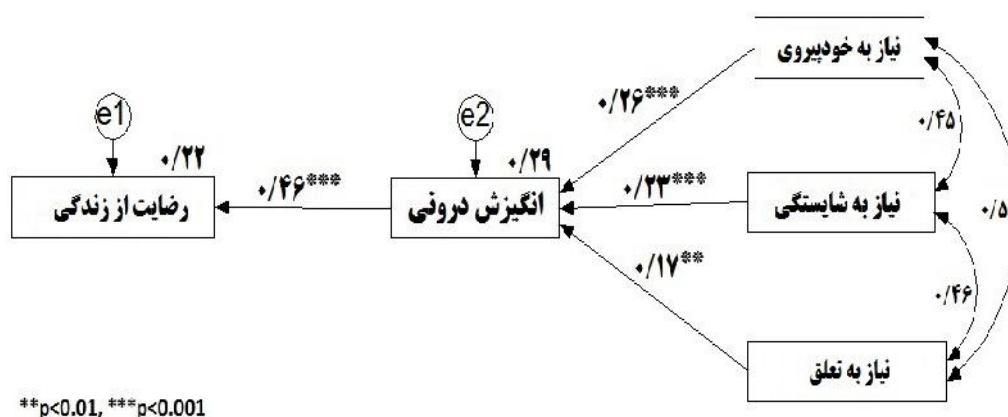 نیاز به خودپیروی
۰/۲۶***
۰/۴۵
e1
e2
۰/۲۲
۰/۲۹
رضایت از زندگی
۰/۴۶***
انگیزش درونی
۰/۲۳***
نیاز به شایستگی
۰/۵
۰/۱۷**
۰/۴۶
نیاز به تعلق
**p<0.01, ***p<0.001